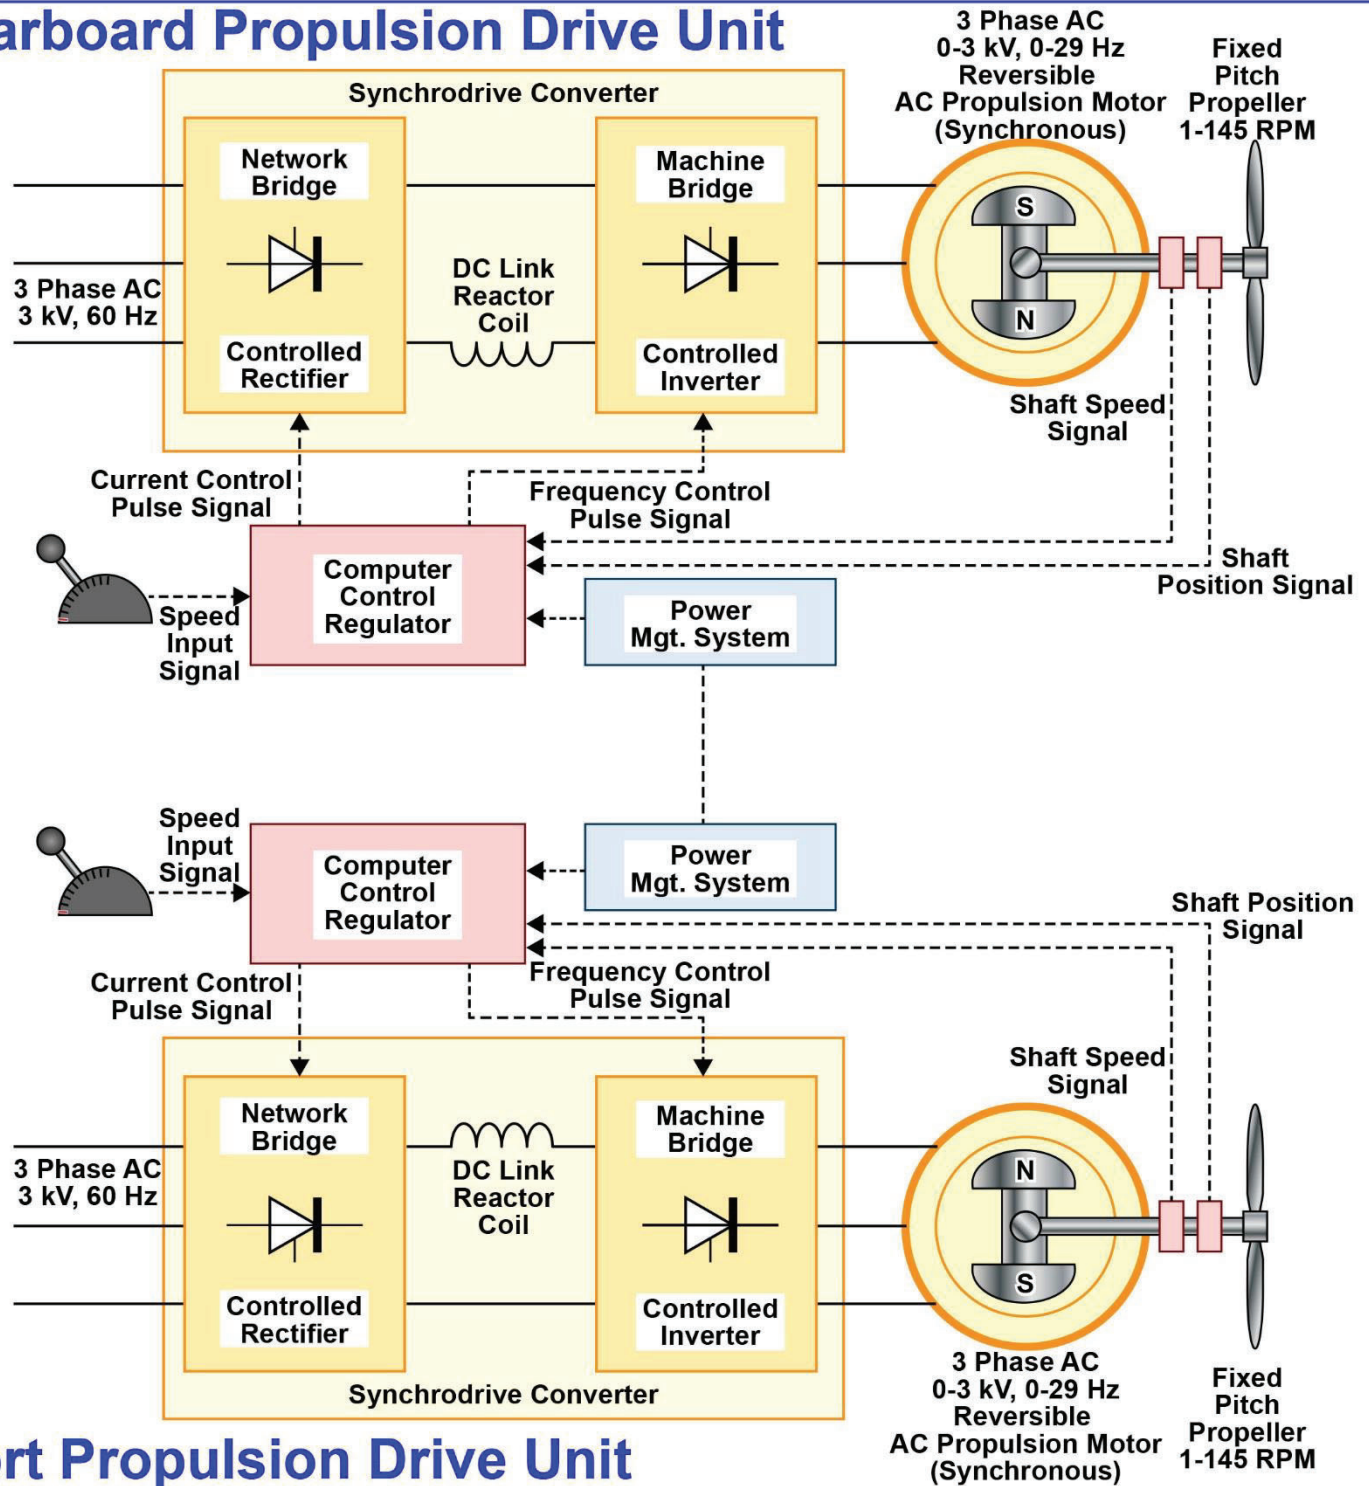 arboard Propulsion Drive Unit
3 Phase AC
0-3 kV, 0-29 Hz
Reversible
AC Propulsion Motor
(Synchronous)
Fixed
Pitch
Propeller
1-145 RPM
Synchrodrive Converter
Network
Bridge
Machine
Bridge
S
N
3 Phase AC
3 kV, 60 Hz
DC Link
Reactor
Coil
Controlled
Rectifier
Controlled
Inverter
Shaft Speed
Signal
Current Control
Pulse Signal
Frequency Control
Pulse Signal
Shaft
Position Signal
Computer
Control
Regulator
Speed
Input
Signal
Power
Mgt. System
Speed
Input
Signal
Computer
Control
Regulator
Power
Mgt. System
Shaft Position
Signal
Current Control
Pulse Signal
Frequency Control
Pulse Signal
Shaft Speed
Signal
Network
Bridge
Machine
Bridge
3 Phase AC
3 kV, 60 Hz
DC Link
Reactor
Coil
N
S
Controlled
Rectifier
Controlled
Inverter
Synchrodrive Converter
3 Phase AC
0-3 kV, 0-29 Hz
Reversible
AC Propulsion Motor
(Synchronous)
Fixed
Pitch
Propeller
1-145 RPM
rt Propulsion Drive Unit